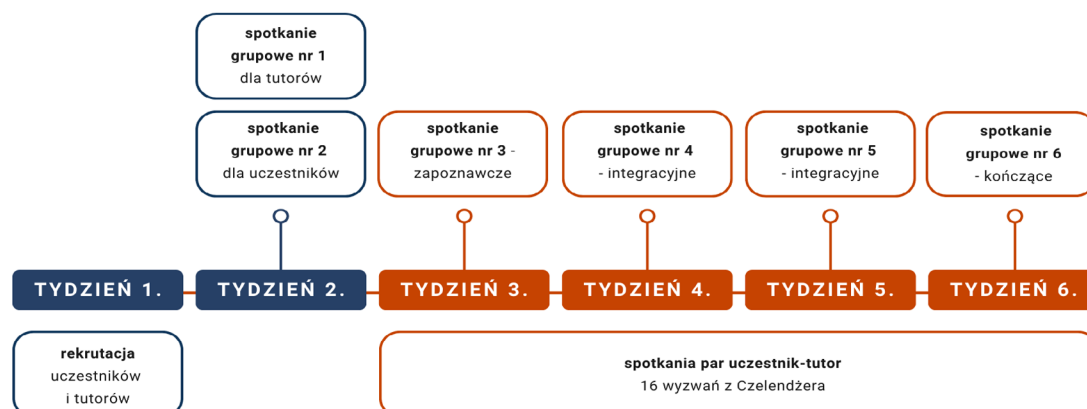 spotkanie
grupowe nr 1
dla tutorów
spotkanie
grupowe nr 2
dla uczestników
spotkanie
grupowe nr 3 -
zapoznawcze
spotkanie
grupowe nr 4
- integracyjne
spotkanie
grupowe nr 5
- integracyjne
spotkanie
grupowe nr 6
- kończące
TYDZIEŃ 1.
TYDZIEŃ 2.
TYDZIEŃ 3.
TYDZIEŃ 4.
TYDZIEŃ 5.
TYDZIEŃ 6.
rekrutacja
uczestników
i tutorów
spotkania par uczestnik-tutor
16 wyzwań z Czelendżera